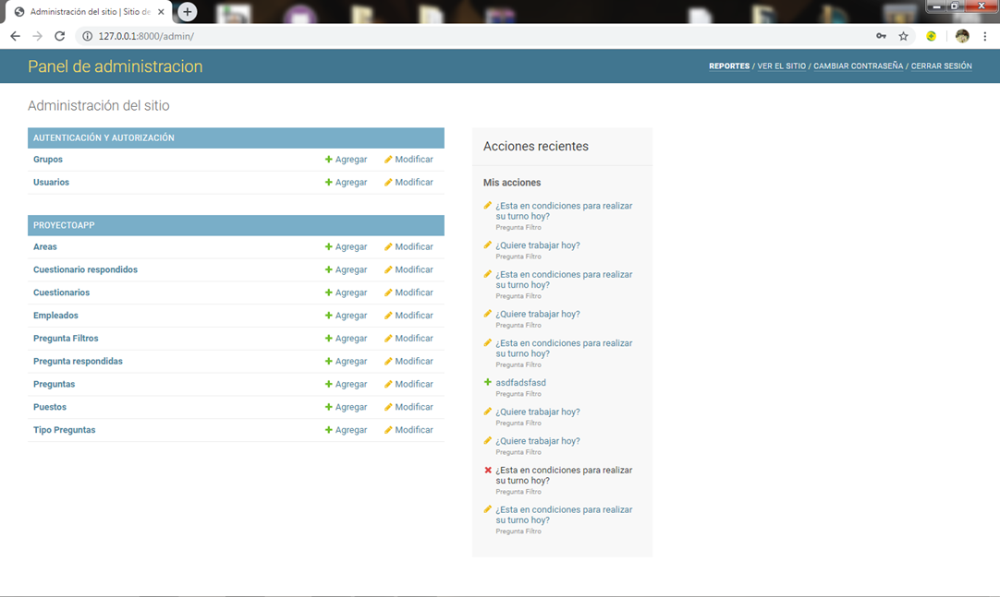 Administración del sitio | Sitio de
127.0.0.1:8000/admin/
Panel de administracion
REPORTES / VER EL SITIO / CAMBIAR CONTRASEÑA / CERRAR SESIÓN
Administración del sitio
AUTENTICACIÓN Y AUTORIZACIÓN
Grupos Agregar Modificar
Usuarios Agregar Modificar
PROYECTOAPP
Areas Agregar Modificar
Cuestionario respondidos Agregar Modificar
Cuestionarios Agregar Modificar
Empleados Agregar Modificar
Pregunta Filtros Agregar Modificar
Pregunta respondidas Agregar Modificar
Preguntas Agregar Modificar
Puestos Agregar Modificar
Tipo Preguntas Agregar Modificar
Acciones recientes
Mis acciones
¿Esta en condiciones para realizar
su turno hoy?
Pregunta Filtro
¿Quiere trabajar hoy?
Pregunta Filtro
¿Esta en condiciones para realizar
su turno hoy?
Pregunta Filtro
¿Quiere trabajar hoy?
Pregunta Filtro
¿Esta en condiciones para realizar
su turno hoy?
Pregunta Filtro
asdfadsfasd
Pregunta Filtro
¿Quiere trabajar hoy?
Pregunta Filtro
¿Quiere trabajar hoy?
Pregunta Filtro
¿Esta en condiciones para realizar
su turno hoy?
Pregunta Filtro
¿Esta en condiciones para realizar
su turno hoy?
Pregunta Filtro